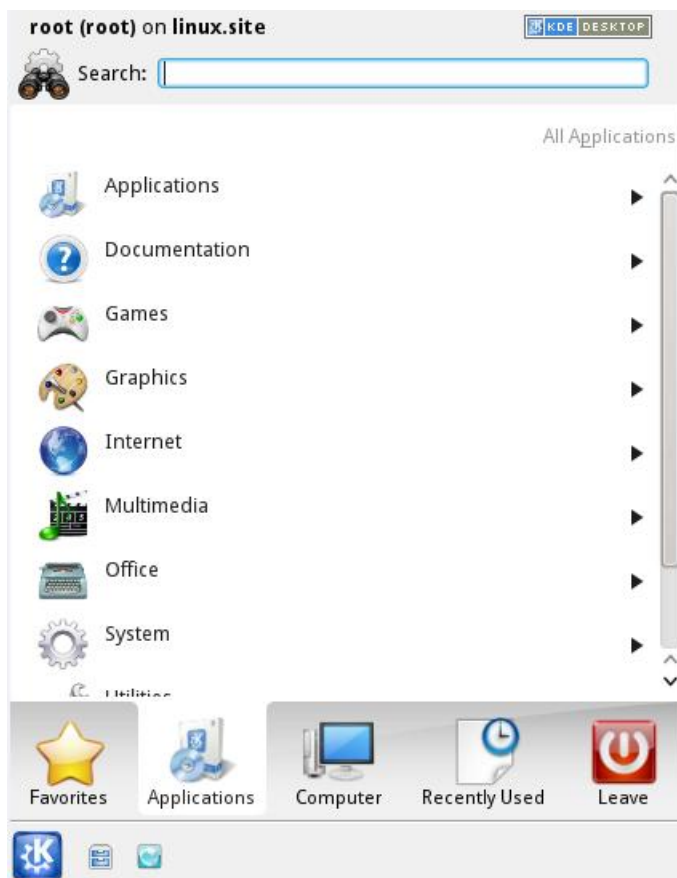 root (root) on linux.site
KDE DESKTOP
Search:
All Applications
Applications
Documentation
Games
Graphics
Internet
Multimedia
Office
System
Utilities
Favorites
Applications
Computer
Recently Used
Leave